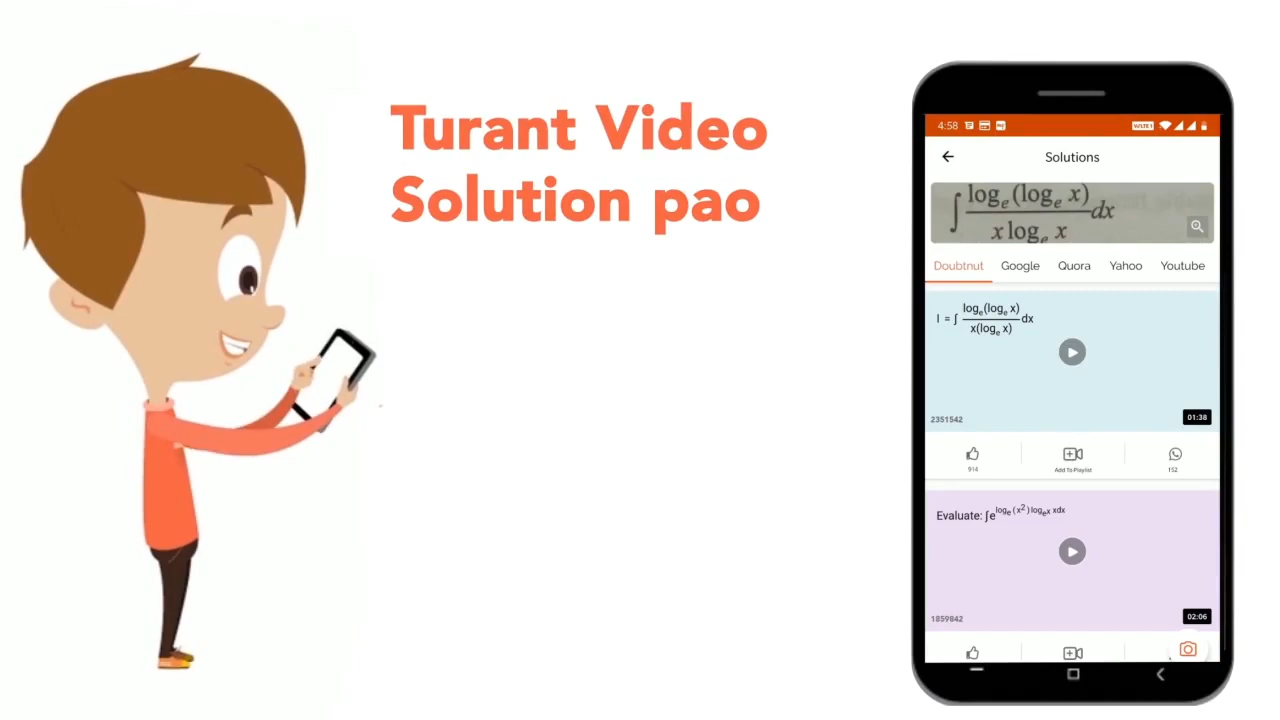 Turant Video
Solution pao
4:58
VoLTE
Solutions
∫ logₑ(logₑ x) / x logₑ x dx
Doubtnut Google Quora Yahoo Youtube
I = ∫ logₑ(logₑ x) / x(logₑ x) dx
2351542 01:38
914 Add To Playlist 152
Evaluate: ∫e^logₑ(x²)logₑx xdx
1859842 02:06